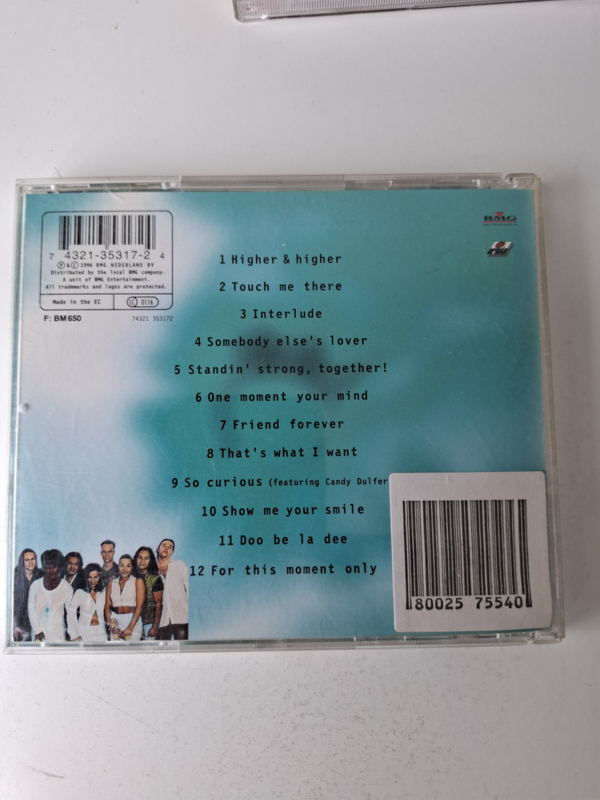 7 4321-35317-2 4
℗ & © 1996 BMG NEDERLAND BV
Distributed by the local BMG company.
A unit of BMG Entertainment.
All trademarks and logos are protected.
Made in the EC
LC 0116
F: BM 650
74321 353172
BMG
1 Higher & higher
2 Touch me there
3 Interlude
4 Somebody else's lover
5 Standin' strong, together!
6 One moment your mind
7 Friend forever
8 That's what I want
9 So curious (featuring Candy Dulfer
10 Show me your smile
11 Doo be la dee
12 For this moment only
80025 75540